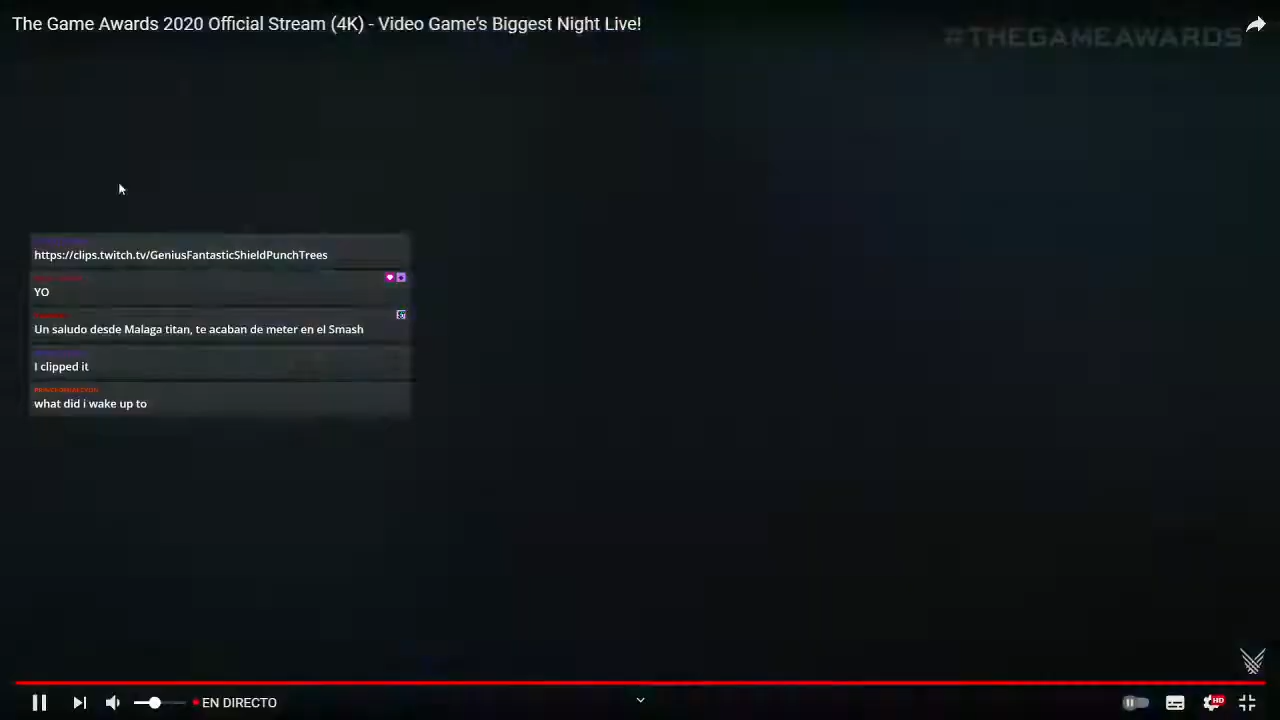 The Game Awards 2020 Official Stream (4K) - Video Game's Biggest Night Live!
#THEGAMEAWARDS
https://clips.twitch.tv/GeniusFantasticShieldPunchTrees
YO
Un saludo desde Malaga titan, te acaban de meter en el Smash
I clipped it
what did i wake up to
EN DIRECTO
HD